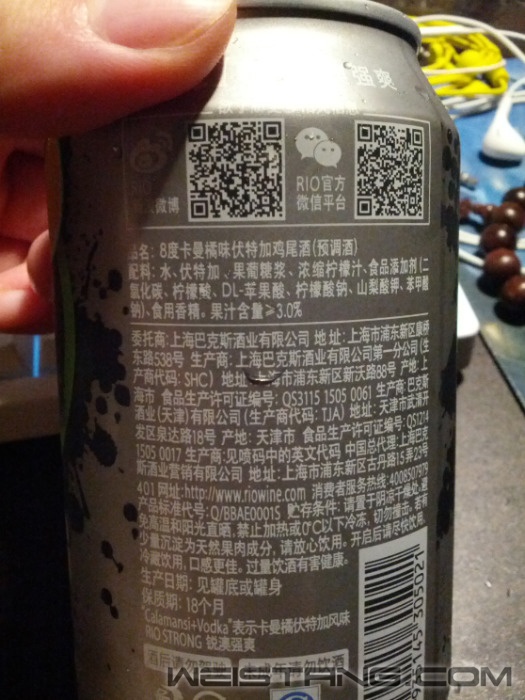 强爽
RIO官方
微博
微信平台
品名：8度卡曼橘味伏特加鸡尾酒（预调酒）
配料：水、伏特加、果葡糖浆、浓缩柠檬汁、食品添加剂（二
氧化碳、柠檬酸、DL-苹果酸、柠檬酸钠、山梨酸钾、苯甲酸
钠）、食用香精。果汁含量≥3.0%
委托商：上海巴克斯酒业有限公司 地址：上海市浦东新区康桥
东路538号 生产商：上海巴克斯酒业有限公司第一分公司（生
产商代码：SHC） 地址：上海市浦东新区新沃路88号 产地：上
海市 食品生产许可证编号：QS3115 1505 0061 生产商：巴克斯
酒业（天津）有限公司（生产商代码：TJA）地址：天津市武清开
发区泉达路18号 产地：天津市 食品生产许可证编号：QS1214
1505 0017 生产商：见喷码中的英文代码 中国总代理：上海巴克
斯酒业营销有限公司 地址：上海市浦东新区古丹路15弄23号
401 网址：http://www.riowine.com 消费者服务热线：4008507979
产品标准代号：Q/BBAE0001S 贮存条件：请置于阴凉干燥处，避
免高温和阳光直晒，禁止加热或0℃以下冷冻，切勿撞击。若有
少量沉淀为天然果肉成分，请放心饮用。开启后请尽快饮用，
冷藏饮用，口感更佳。过量饮酒有害健康。
生产日期：见罐底或罐身
保质期：18个月
"Calamansi+Vodka"表示卡曼橘伏特加风味
RIO STRONG 锐澳强爽
酒后请勿驾驶 未成年请勿饮酒
305021
WEISTANG.COM